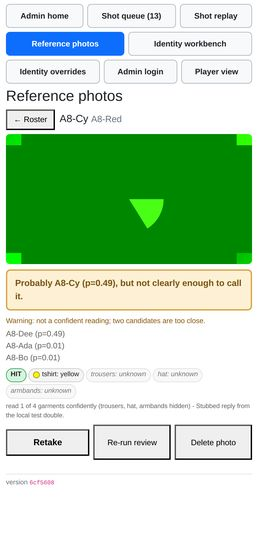 Admin home
Shot queue (13)
Shot replay
Reference photos
Identity workbench
Identity overrides
Admin login
Player view
Reference photos
← Roster
A8-Cy A8-Red
Probably A8-Cy (p=0.49), but not clearly enough to call
it.
Warning: not a confident reading; two candidates are too close.
A8-Dee (p=0.49)
A8-Ada (p=0.01)
A8-Bo (p=0.01)
HIT
tshirt: yellow
trousers: unknown
hat: unknown
armbands: unknown
read 1 of 4 garments confidently (trousers, hat, armbands hidden) - Stubbed reply from
the local test double.
Retake
Re-run review
Delete photo
version 6cf5608